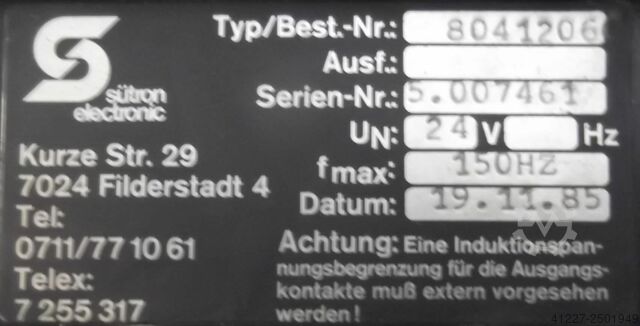 sütron
electronic
Kurze Str. 29
7024 Filderstadt 4
Tel:
0711/77 10 61
Telex:
7 255 317
Typ/Best.-Nr.: 8041206
Ausf.:
Serien-Nr.: 5.007461
UN: 24 V Hz
fmax: 150HZ
Datum: 19.11.85
Achtung: Eine Induktionspan-
nungsbegrenzung für die Ausgangs-
kontakte muß extern vorgesehen
werden!
41227-2501949